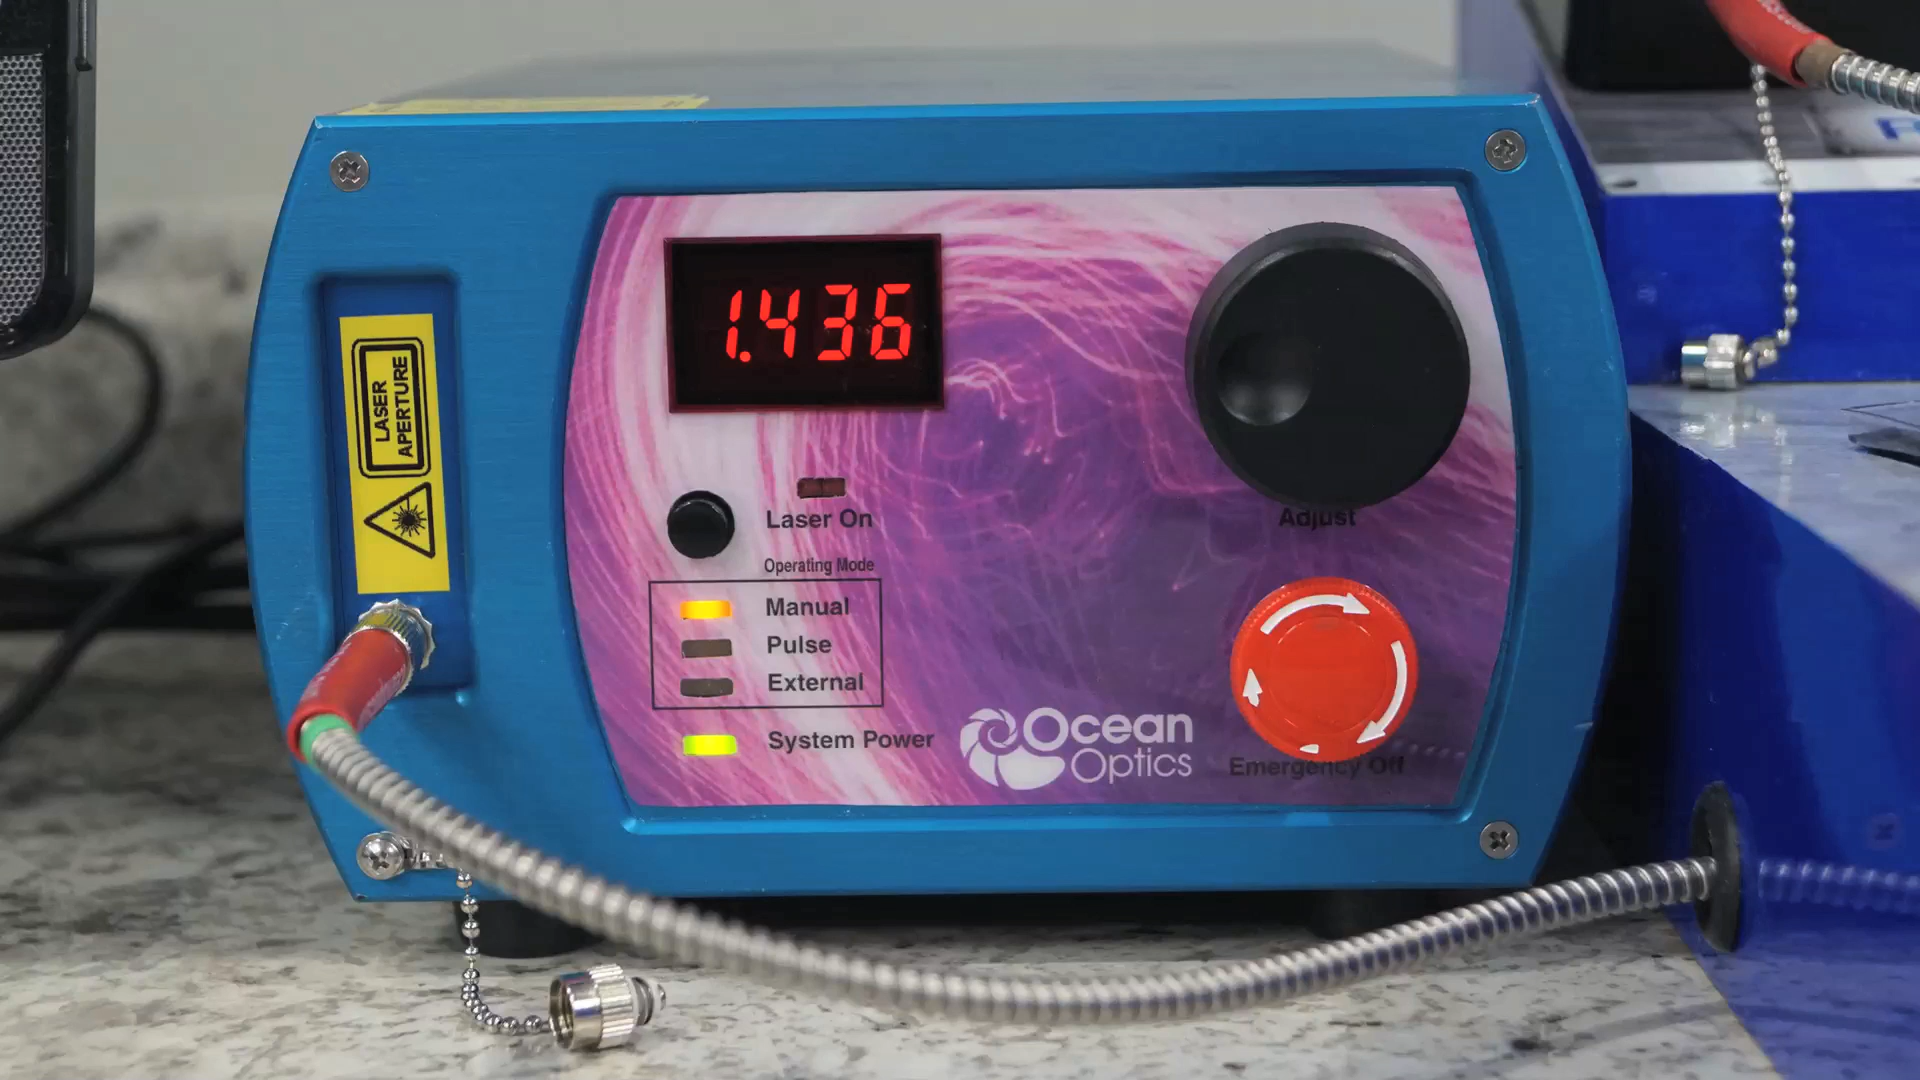 1.436
LASER
APERTURE
Laser On
Adjust
Operating Mode
Manual
Pulse
External
System Power
Ocean
Optics
Emergency Off